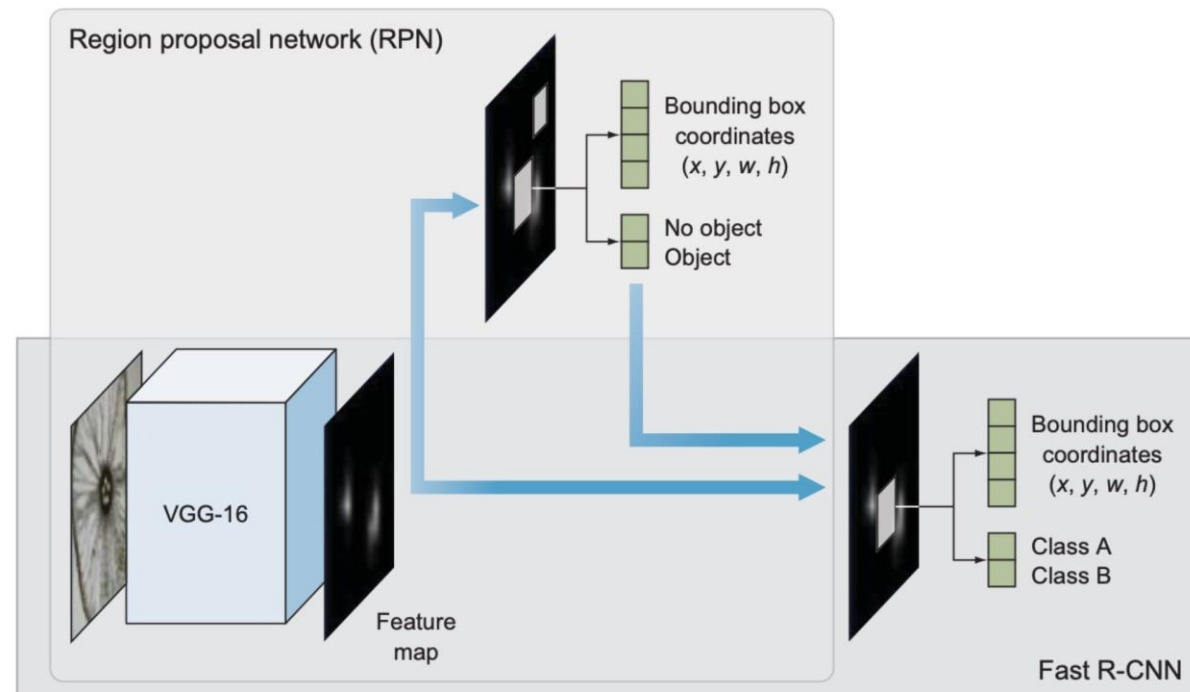 Region proposal network (RPN)
Bounding box
coordinates
(x, y, w, h)
No object
Object
VGG-16
Feature
map
Bounding box
coordinates
(x, y, w, h)
Class A
Class B
Fast R-CNN